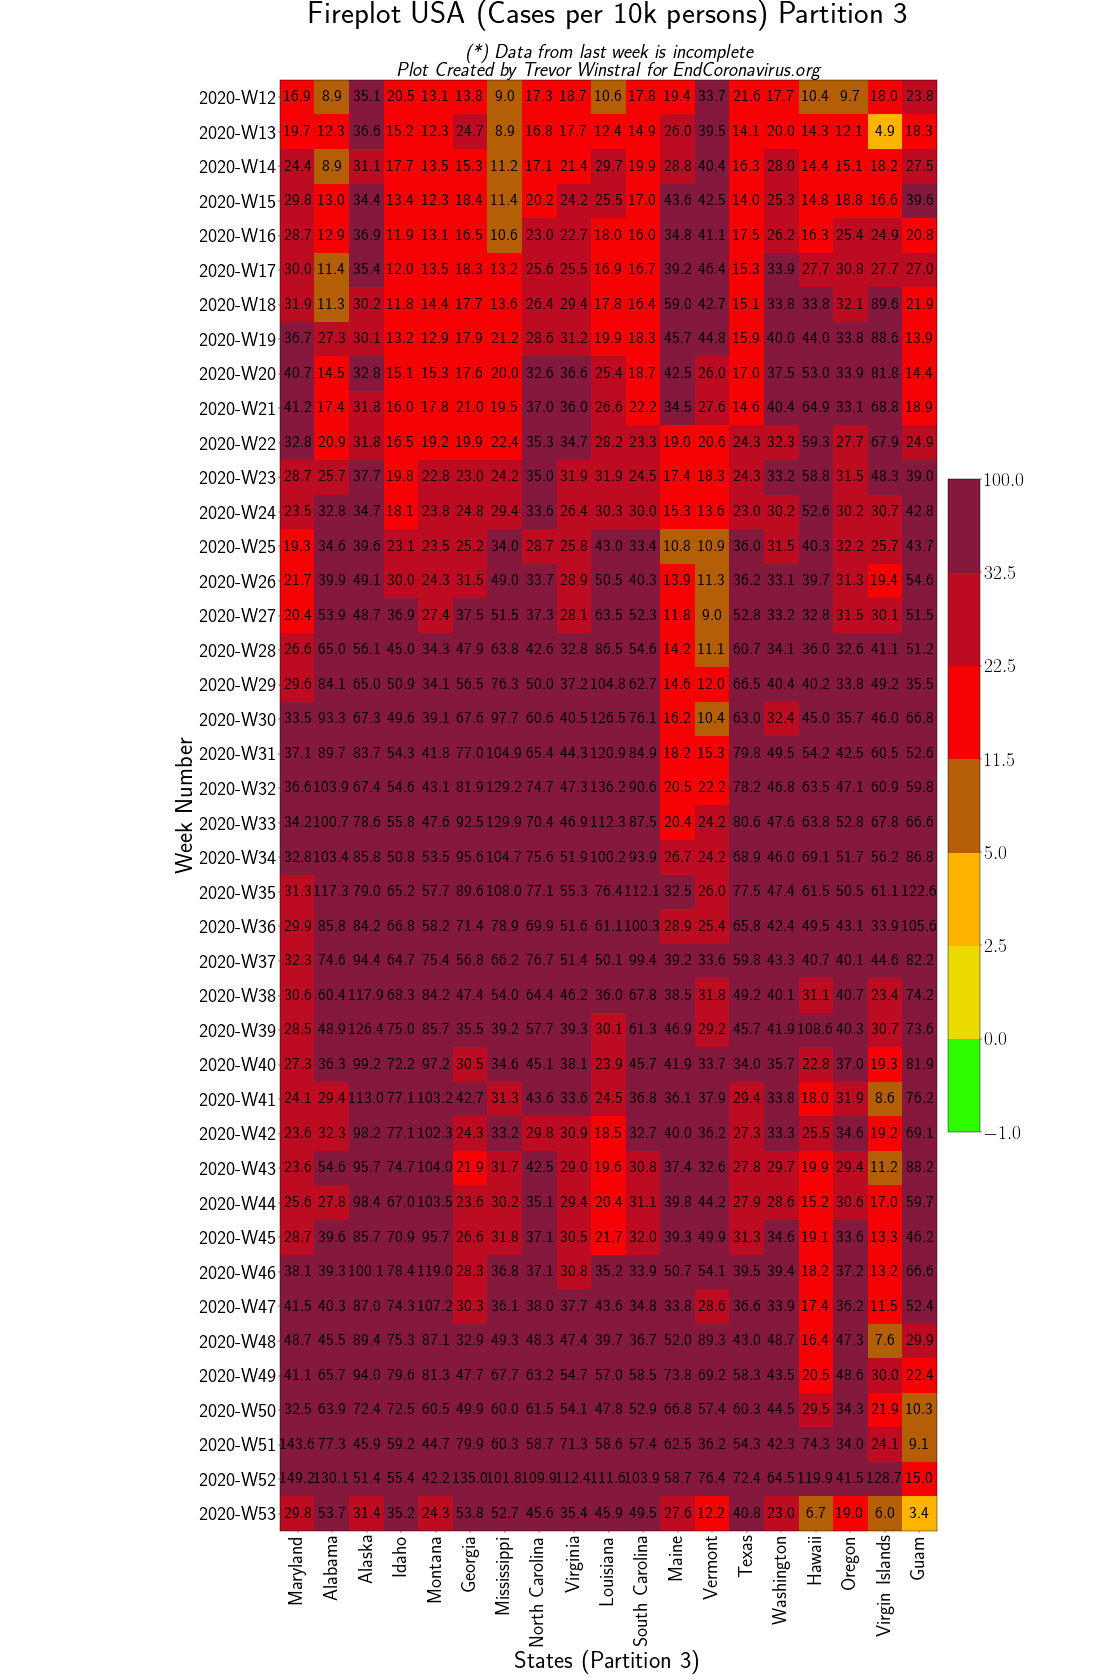 Fireplot USA (Cases per 10k persons) Partition 3
(*) Data from last week is incomplete
Plot Created by Trevor Winstral for EndCoronavirus.org
2020-W12 16.9 8.9 35.1 20.5 13.1 13.8 9.0 17.3 18.7 10.6 17.8 19.4 33.7 21.6 17.7 10.4 9.7 18.0 23.8
2020-W13 19.7 12.3 36.6 15.2 12.3 24.7 8.9 16.8 17.7 12.4 14.9 26.0 39.5 14.1 20.0 14.3 12.1 4.9 18.3
2020-W14 24.4 8.9 31.1 17.7 13.5 15.3 11.2 17.1 21.4 29.7 19.9 28.8 40.4 16.3 28.0 14.4 15.1 18.2 27.5
2020-W15 29.8 13.0 34.4 13.4 12.3 18.4 11.4 20.2 24.2 25.5 17.0 43.6 42.5 14.0 25.3 14.8 18.8 16.6 39.6
2020-W16 28.7 12.9 36.9 11.9 13.1 16.5 10.6 23.0 22.7 18.0 16.0 34.8 41.1 17.5 26.2 16.3 25.4 24.9 20.8
2020-W17 30.0 11.4 35.4 12.0 13.5 18.3 13.2 25.6 25.5 16.9 16.7 39.2 46.4 15.3 33.9 27.7 30.8 27.7 27.0
2020-W18 31.9 11.3 30.2 11.8 14.4 17.7 13.6 26.4 29.4 17.8 16.4 59.0 42.7 15.1 33.8 33.8 32.1 89.6 21.9
2020-W19 36.7 27.3 30.1 13.2 12.9 17.9 21.2 28.6 31.2 19.9 18.3 45.7 44.8 15.9 40.0 44.0 33.8 88.6 13.9
2020-W20 40.7 14.5 32.8 15.1 15.3 17.6 20.0 32.6 36.6 25.4 18.7 42.5 26.0 17.0 37.5 53.0 33.9 81.8 14.4
2020-W21 41.2 17.4 31.8 16.0 17.8 21.0 19.5 37.0 36.0 26.6 22.2 34.5 27.6 14.6 40.4 64.9 33.1 68.8 18.9
2020-W22 32.8 20.9 31.8 16.5 19.2 19.9 22.4 35.3 34.7 28.2 23.3 19.0 20.6 24.3 32.3 59.3 27.7 67.9 24.9
2020-W23 28.7 25.7 37.7 19.8 22.8 23.0 24.2 35.0 31.9 31.9 24.5 17.4 18.3 24.3 33.2 58.8 31.5 48.3 39.0
2020-W24 23.5 32.8 34.7 18.1 23.8 24.8 29.4 33.6 26.4 30.3 30.0 15.3 13.6 23.0 30.2 52.6 30.2 30.7 42.8
2020-W25 19.3 34.6 39.6 23.1 23.5 25.2 34.0 28.7 25.8 43.0 33.4 10.8 10.9 36.0 31.5 40.3 32.2 25.7 43.7
2020-W26 21.7 39.9 49.1 30.0 24.3 31.5 49.0 33.7 28.9 50.5 40.3 13.9 11.3 36.2 33.1 39.7 31.3 19.4 54.6
2020-W27 20.4 53.9 48.7 36.9 27.4 37.5 51.5 37.3 28.1 63.5 52.3 11.8 9.0 52.8 33.2 32.8 31.5 30.1 51.5
2020-W28 26.6 65.0 56.1 45.0 34.3 47.9 63.8 42.6 32.8 86.5 54.6 14.2 11.1 60.7 34.1 36.0 32.6 41.1 51.2
2020-W29 29.6 84.1 65.0 50.9 34.1 56.5 76.3 50.0 37.2 104.8 62.7 14.6 12.0 66.5 40.4 40.2 33.8 49.2 35.5
2020-W30 33.5 93.3 67.3 49.6 39.1 67.6 97.7 60.6 40.5 126.5 76.1 16.2 10.4 63.0 32.4 45.0 35.7 46.0 66.8
2020-W31 37.1 89.7 83.7 54.3 41.8 77.0 104.9 65.4 44.3 120.9 84.9 18.2 15.3 79.8 49.5 54.2 42.5 60.5 52.6
2020-W32 36.6 103.9 67.4 54.6 43.1 81.9 129.2 74.7 47.3 136.2 90.6 20.5 22.2 78.2 46.8 63.5 47.1 60.9 59.8
2020-W33 34.2 100.7 78.6 55.8 47.6 92.5 129.9 70.4 46.9 112.3 87.5 20.4 24.2 80.6 47.6 63.8 52.8 67.8 66.6
2020-W34 32.8 103.4 85.8 50.8 53.5 95.6 104.7 75.6 51.9 100.2 93.9 26.7 24.2 68.9 46.0 69.1 51.7 56.2 86.8
2020-W35 31.3 117.3 79.0 65.2 57.7 89.6 108.0 77.1 55.3 76.4 112.1 32.5 26.0 77.5 47.4 61.5 50.5 61.1 122.6
2020-W36 29.9 85.8 84.2 66.8 58.2 71.4 78.9 69.9 51.6 61.1 100.3 28.9 25.4 65.8 42.4 49.5 43.1 33.9 105.6
2020-W37 32.3 74.6 94.4 64.7 75.4 56.8 66.2 76.7 51.4 50.1 99.4 39.2 33.6 59.8 43.3 40.7 40.1 44.6 82.2
2020-W38 30.6 60.4 117.9 68.3 84.2 47.4 54.0 64.4 46.2 36.0 67.8 38.5 31.8 49.2 40.1 31.1 40.7 23.4 74.2
2020-W39 28.5 48.9 126.4 75.0 85.7 35.5 39.2 57.7 39.3 30.1 61.3 46.9 29.2 45.7 41.9 108.6 40.3 30.7 73.6
2020-W40 27.3 36.3 99.2 72.2 97.2 30.5 34.6 45.1 38.1 23.9 45.7 41.9 33.7 34.0 35.7 22.8 37.0 19.3 81.9
2020-W41 24.1 29.4 113.0 77.1 103.2 42.7 31.3 43.6 33.6 24.5 36.8 36.1 37.9 29.4 33.8 18.0 31.9 8.6 76.2
2020-W42 23.6 32.3 98.2 77.1 102.3 24.3 33.2 29.8 30.9 18.5 32.7 40.0 36.2 27.3 33.3 25.5 34.6 19.2 69.1
2020-W43 23.6 54.6 95.7 74.7 104.0 21.9 31.7 42.5 29.0 19.6 30.8 37.4 32.6 27.8 29.7 19.9 29.4 11.2 88.2
2020-W44 25.6 27.8 98.4 67.0 103.5 23.6 30.2 35.1 29.4 20.4 31.1 39.8 44.2 27.9 28.6 15.2 30.6 17.0 59.7
2020-W45 28.7 39.6 85.7 70.9 95.7 26.6 31.8 37.1 30.5 21.7 32.0 39.3 49.9 31.3 34.6 19.1 33.6 13.3 46.2
2020-W46 38.1 39.3 100.1 78.4 119.0 28.3 36.8 37.1 30.8 35.2 33.9 50.7 54.1 39.5 39.4 18.2 37.2 13.2 66.6
2020-W47 41.5 40.3 87.0 74.3 107.2 30.3 36.1 38.0 37.7 43.6 34.8 33.8 28.6 36.6 33.9 17.4 36.2 11.5 52.4
2020-W48 48.7 45.5 89.4 75.3 87.1 32.9 49.3 48.3 47.4 39.7 36.7 52.0 89.3 43.0 48.7 16.4 47.3 7.6 29.9
2020-W49 41.1 65.7 94.0 79.6 81.3 47.7 67.7 63.2 54.7 57.0 58.5 73.8 69.2 58.3 43.5 20.5 48.6 30.0 22.4
2020-W50 32.5 63.9 72.4 72.5 60.5 49.9 60.0 61.5 54.1 47.8 52.9 66.8 57.4 60.3 44.5 29.5 34.3 21.9 10.3
2020-W51 143.6 77.3 45.9 59.2 44.7 79.9 60.3 58.7 71.3 58.6 57.4 62.5 36.2 54.3 42.3 74.3 34.0 24.1 9.1
2020-W52 149.2 130.1 51.4 55.4 42.2 135.0 101.8 109.9 112.4 111.6 103.9 58.7 76.4 72.4 64.5 119.9 41.5 128.7 15.0
2020-W53 29.8 53.7 31.4 35.2 24.3 53.8 52.7 45.6 35.4 45.9 49.5 27.6 12.2 40.8 23.0 6.7 19.0 6.0 3.4
Week Number
Maryland Alabama Alaska Idaho Montana Georgia Mississippi North Carolina Virginia Louisiana South Carolina Maine Vermont Texas Washington Hawaii Oregon Virgin Islands Guam
States (Partition 3)
100.0
32.5
22.5
11.5
5.0
2.5
0.0
−1.0